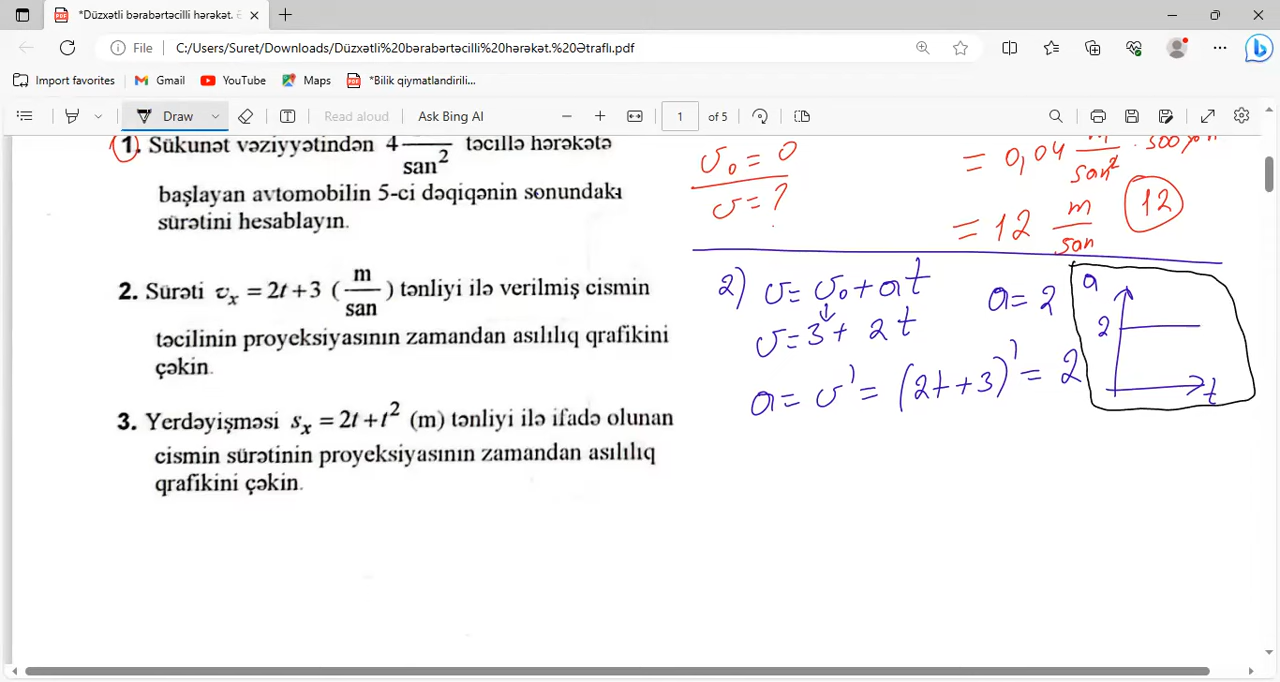 *Düzxətli bərabərtəcilli hərəkət. Ə
File C:/Users/Suret/Downloads/Düzxətli%20bərabərtəcilli%20hərəkət.%20Ətraflı.pdf
Import favorites Gmail YouTube Maps *Bilik qiymətləndirili...
Draw Read aloud Ask Bing AI 1 of 5
1. Sükunət vəziyyətindən 4 —/san² təcillə hərəkətə
başlayan avtomobilin 5-ci dəqiqənin sonundakı
sürətini hesablayın.
2. Sürəti υₓ = 2t + 3 (m/san) tənliyi ilə verilmiş cismin
təcilinin proyeksiyasının zamandan asılılıq qrafikini
çəkin.
3. Yerdəyişməsi sₓ = 2t + t² (m) tənliyi ilə ifadə olunan
cismin sürətinin proyeksiyasının zamandan asılılıq
qrafikini çəkin.
υ₀ = 0
υ = ?
= 0,04 m/san² · 300
= 12 m/san 12
2) υ = υ₀ + at a = 2
υ = 3 + 2t
a = υ' = (2t + 3)' = 2
a
2
t